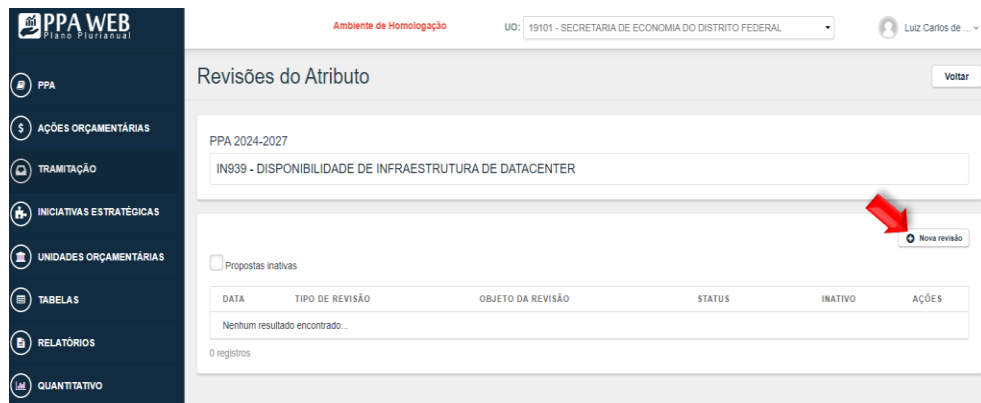 PPA WEB
Plano Plurianual
Ambiente de Homologação
UO: 19101 - SECRETARIA DE ECONOMIA DO DISTRITO FEDERAL
Luiz Carlos de ...
PPA
AÇÕES ORÇAMENTÁRIAS
TRAMITAÇÃO
INICIATIVAS ESTRATÉGICAS
UNIDADES ORÇAMENTÁRIAS
TABELAS
RELATÓRIOS
QUANTITATIVO
Revisões do Atributo
Voltar
PPA 2024-2027
IN939 - DISPONIBILIDADE DE INFRAESTRUTURA DE DATACENTER
Nova revisão
Propostas inativas
DATA TIPO DE REVISÃO OBJETO DA REVISÃO STATUS INATIVO AÇÕES
Nenhum resultado encontrado...
0 registros